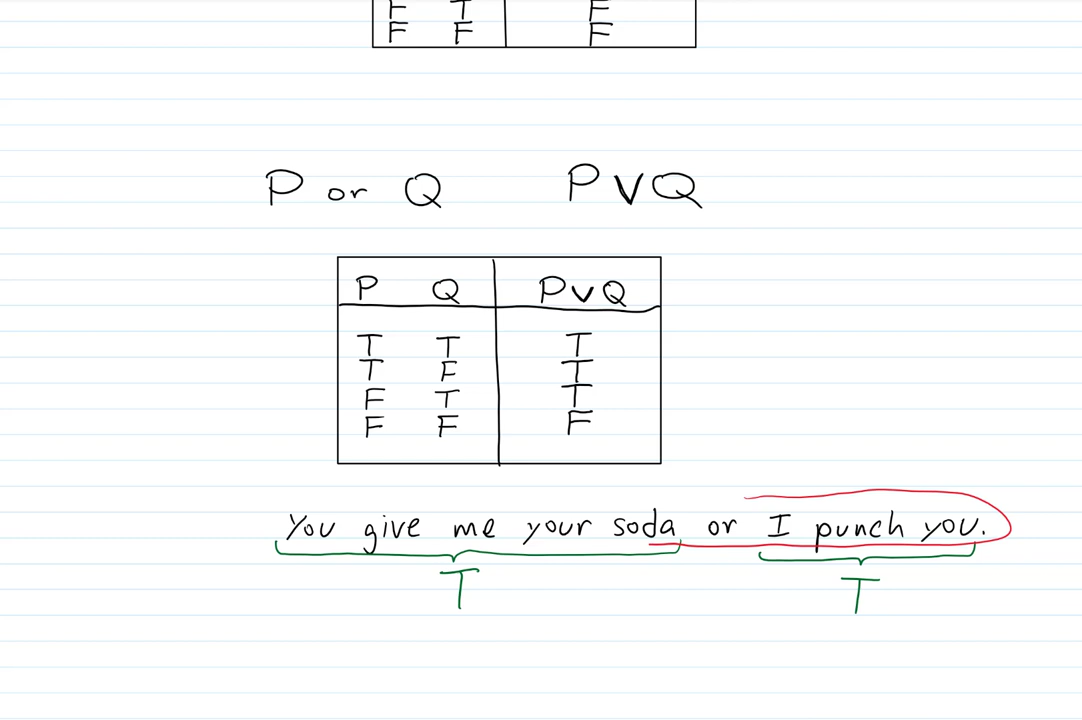 F T F
F F F
P or Q P∨Q
P Q P∨Q
T T T
T F T
F T T
F F F
You give me your soda, or I punch you.
T T